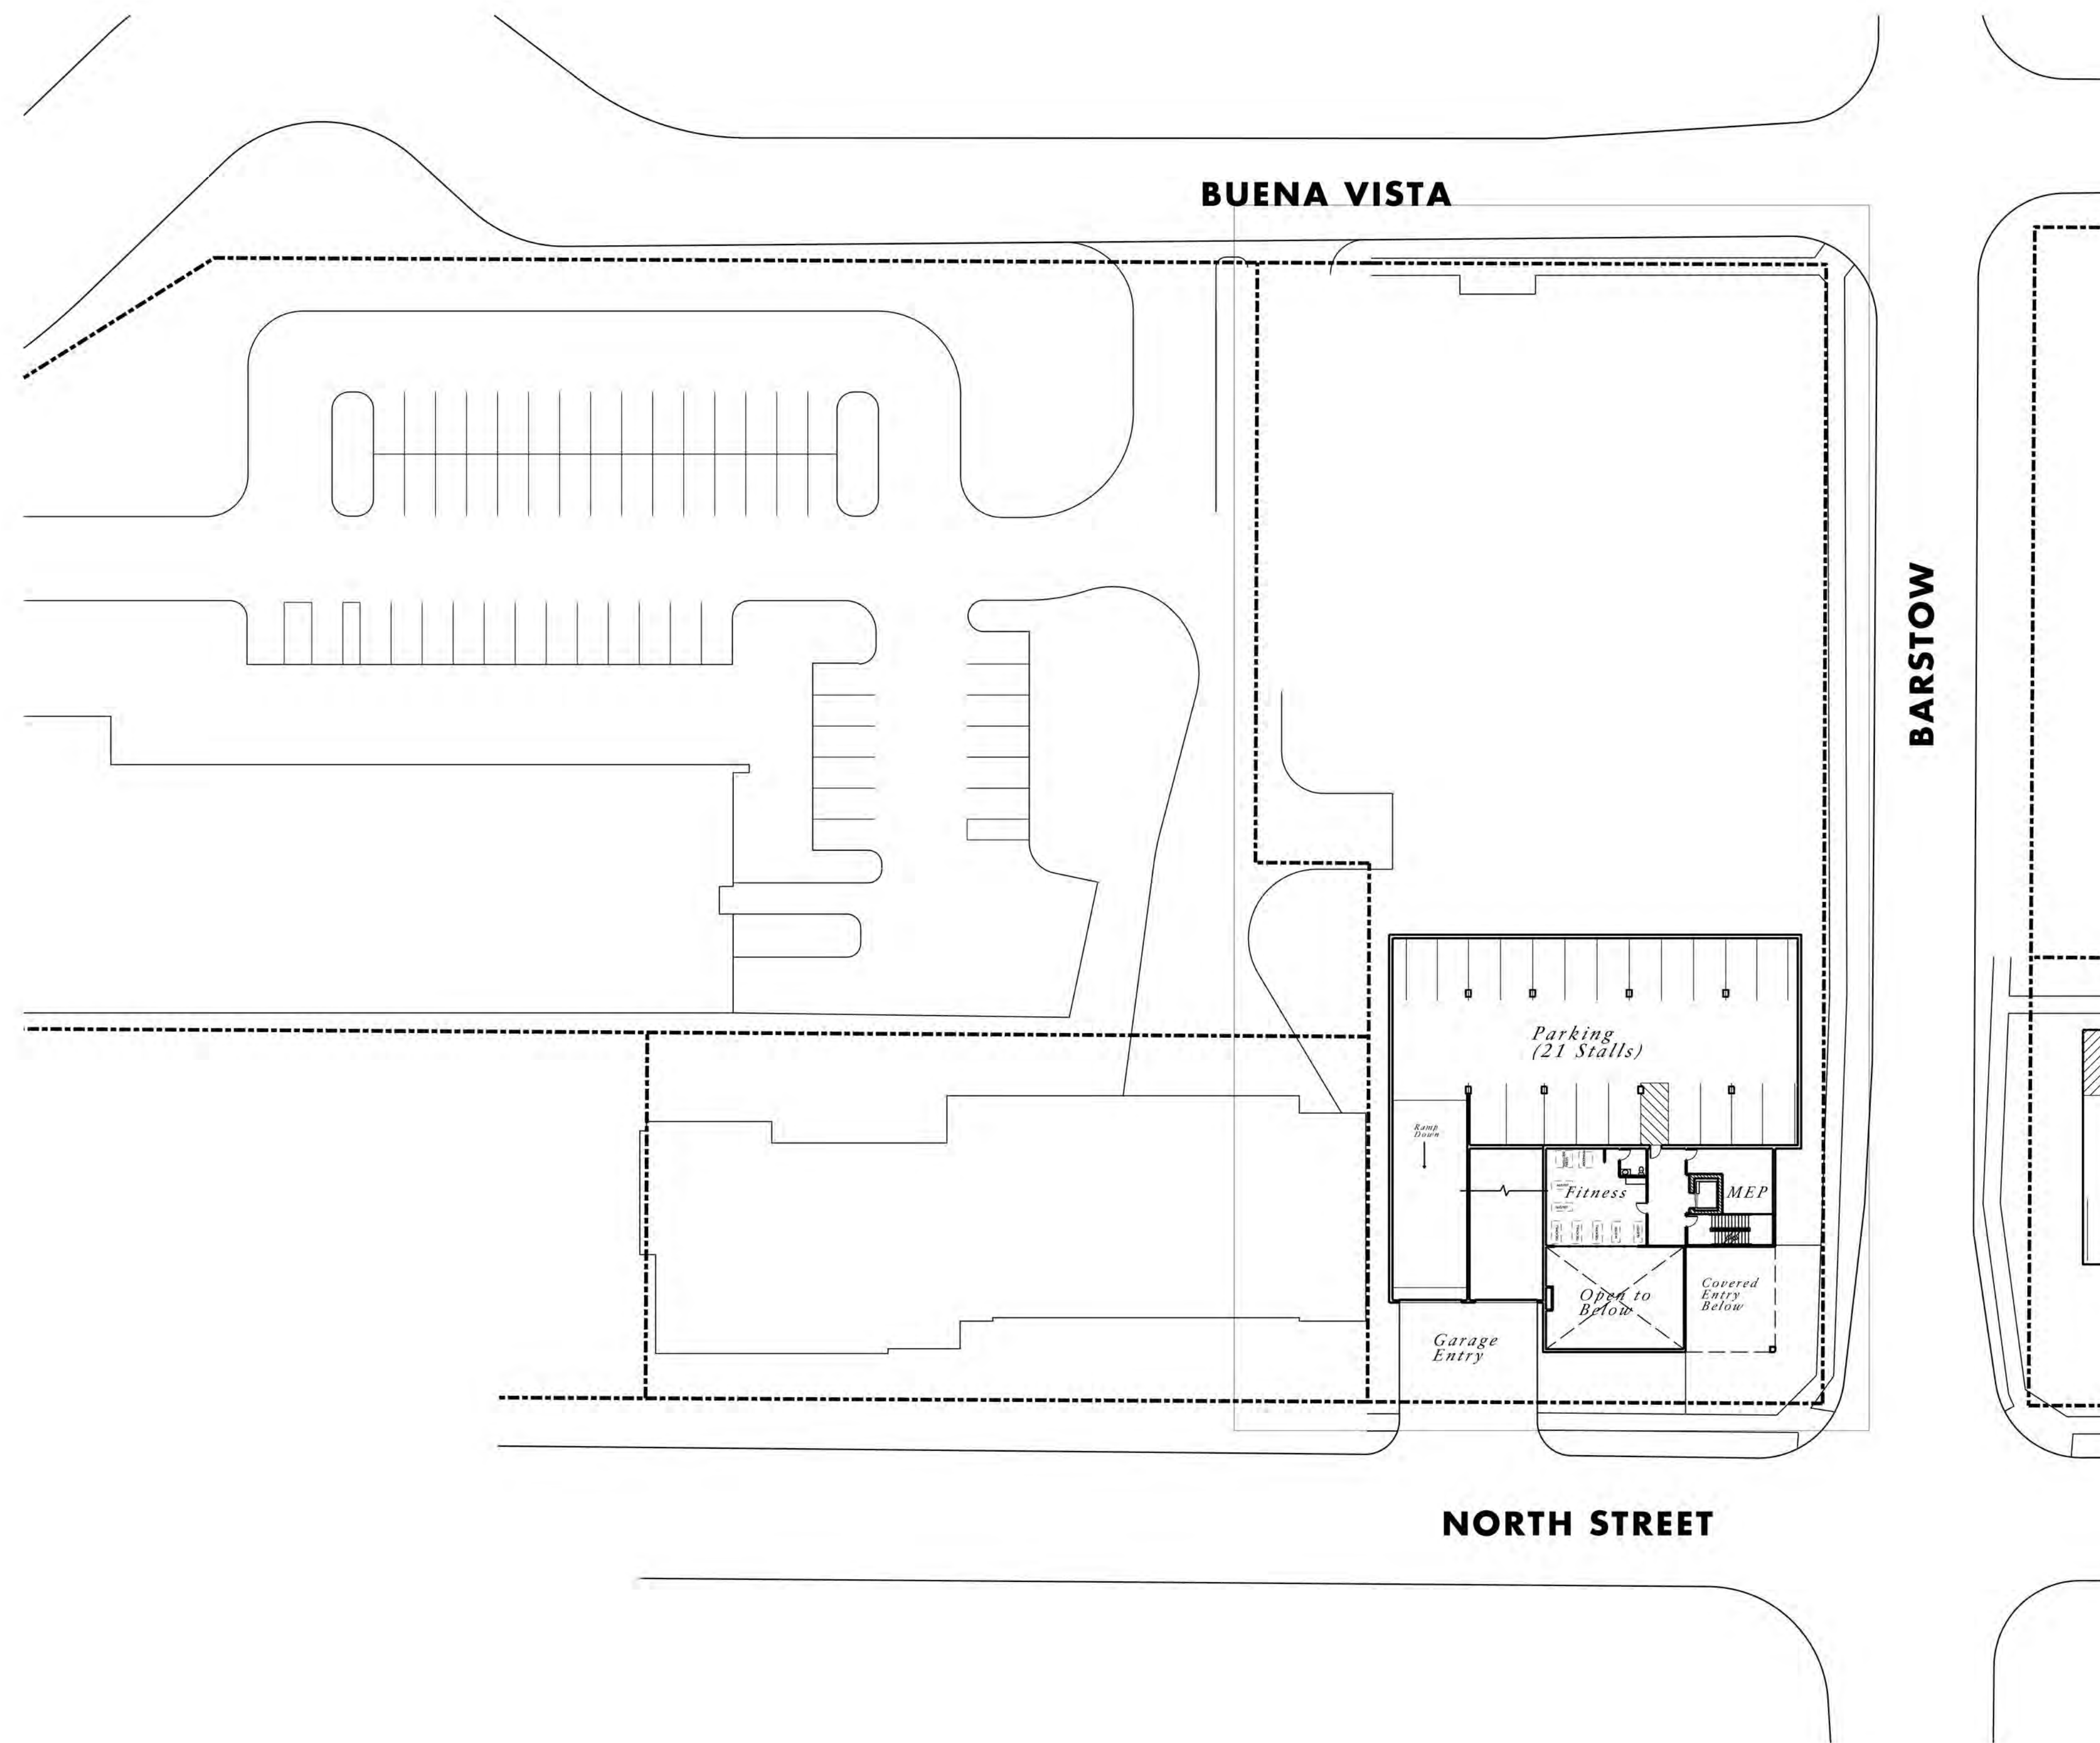 BUENA VISTA
BARSTOW
Parking
(21 Stalls)
Ramp
Down
Fitness
MEP
Open to
Below
Covered
Entry
Below
Garage
Entry
NORTH STREET